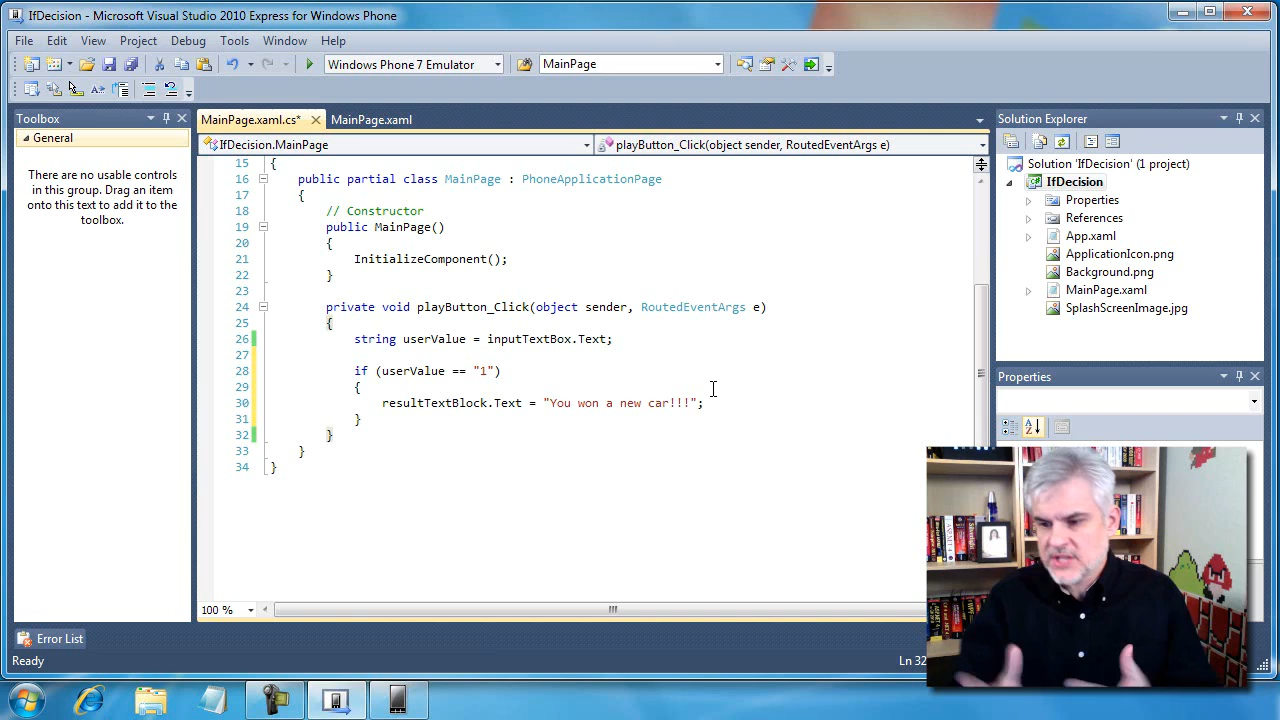 IfDecision - Microsoft Visual Studio 2010 Express for Windows Phone
File Edit View Project Debug Tools Window Help
Windows Phone 7 Emulator MainPage
Toolbox
General
There are no usable controls
in this group. Drag an item
onto this text to add it to the
toolbox.
MainPage.xaml.cs* MainPage.xaml
IfDecision.MainPage playButton_Click(object sender, RoutedEventArgs e)
15 {
16 public partial class MainPage : PhoneApplicationPage
17 {
18 // Constructor
19 public MainPage()
20 {
21 InitializeComponent();
22 }
23
24 private void playButton_Click(object sender, RoutedEventArgs e)
25 {
26 string userValue = inputTextBox.Text;
27
28 if (userValue == "1")
29 {
30 resultTextBlock.Text = "You won a new car!!!";
31 }
32 }
33 }
34 }
100 %
Solution Explorer
Solution 'IfDecision' (1 project)
IfDecision
Properties
References
App.xaml
ApplicationIcon.png
Background.png
MainPage.xaml
SplashScreenImage.jpg
Properties
Error List
Ready Ln 32